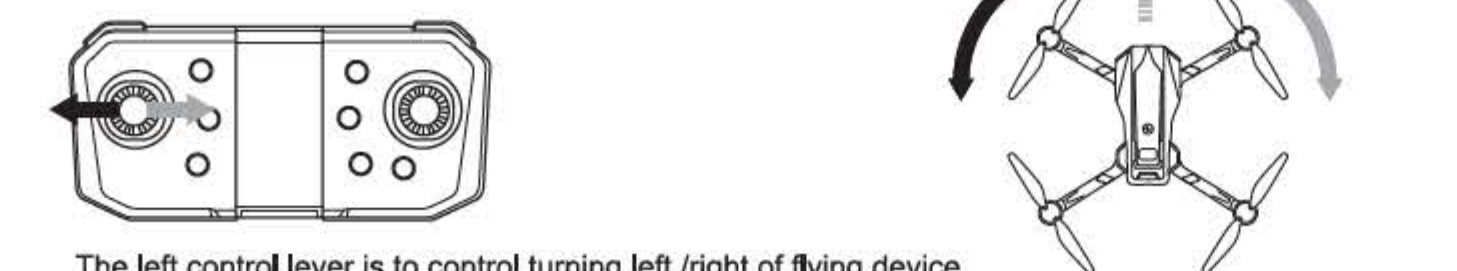 The left control lever is to control turning left /right of flying device